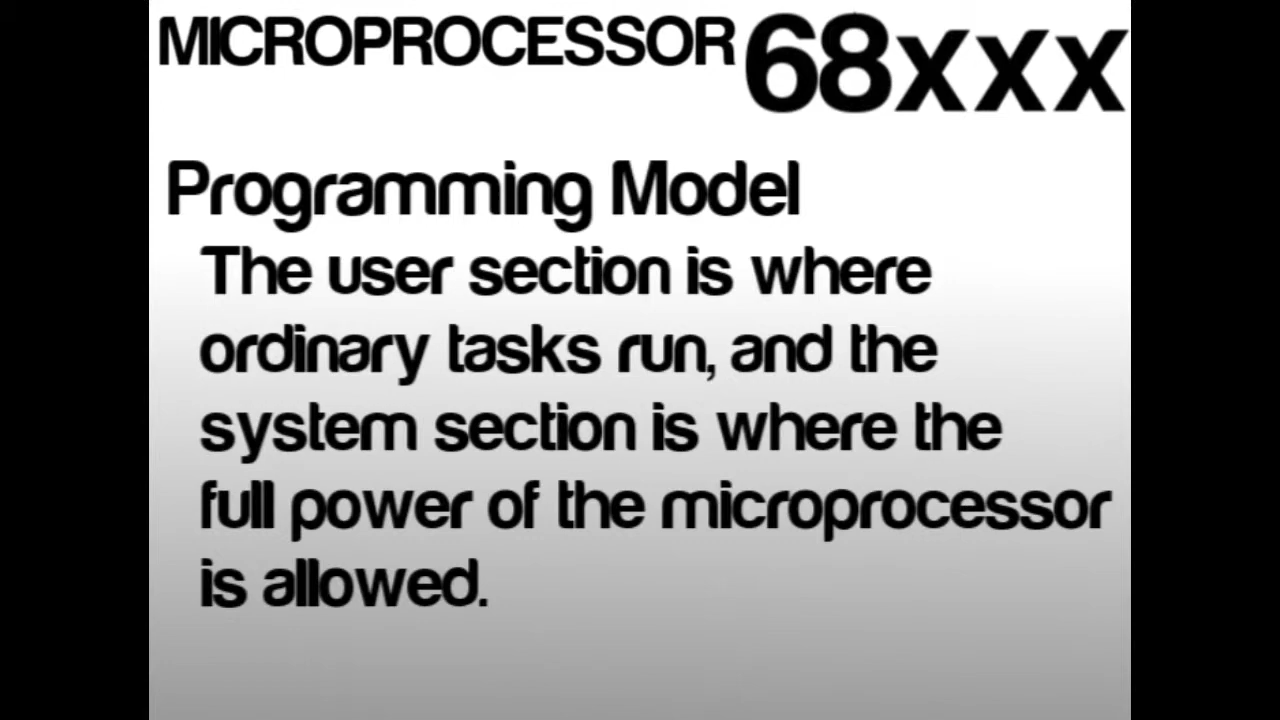 MICROPROCESSOR 68xxx
Programming Model
The user section is where
ordinary tasks run, and the
system section is where the
full power of the microprocessor
is allowed.